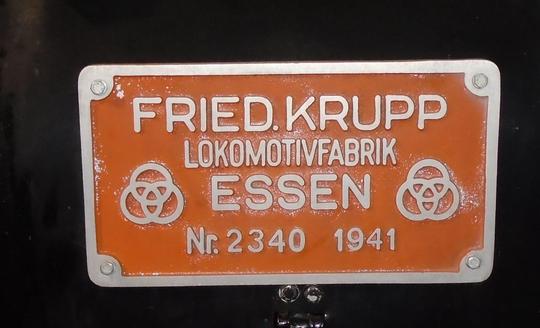 FRIED. KRUPP
LOKOMOTIVFABRIK
ESSEN
Nr. 2340 1941